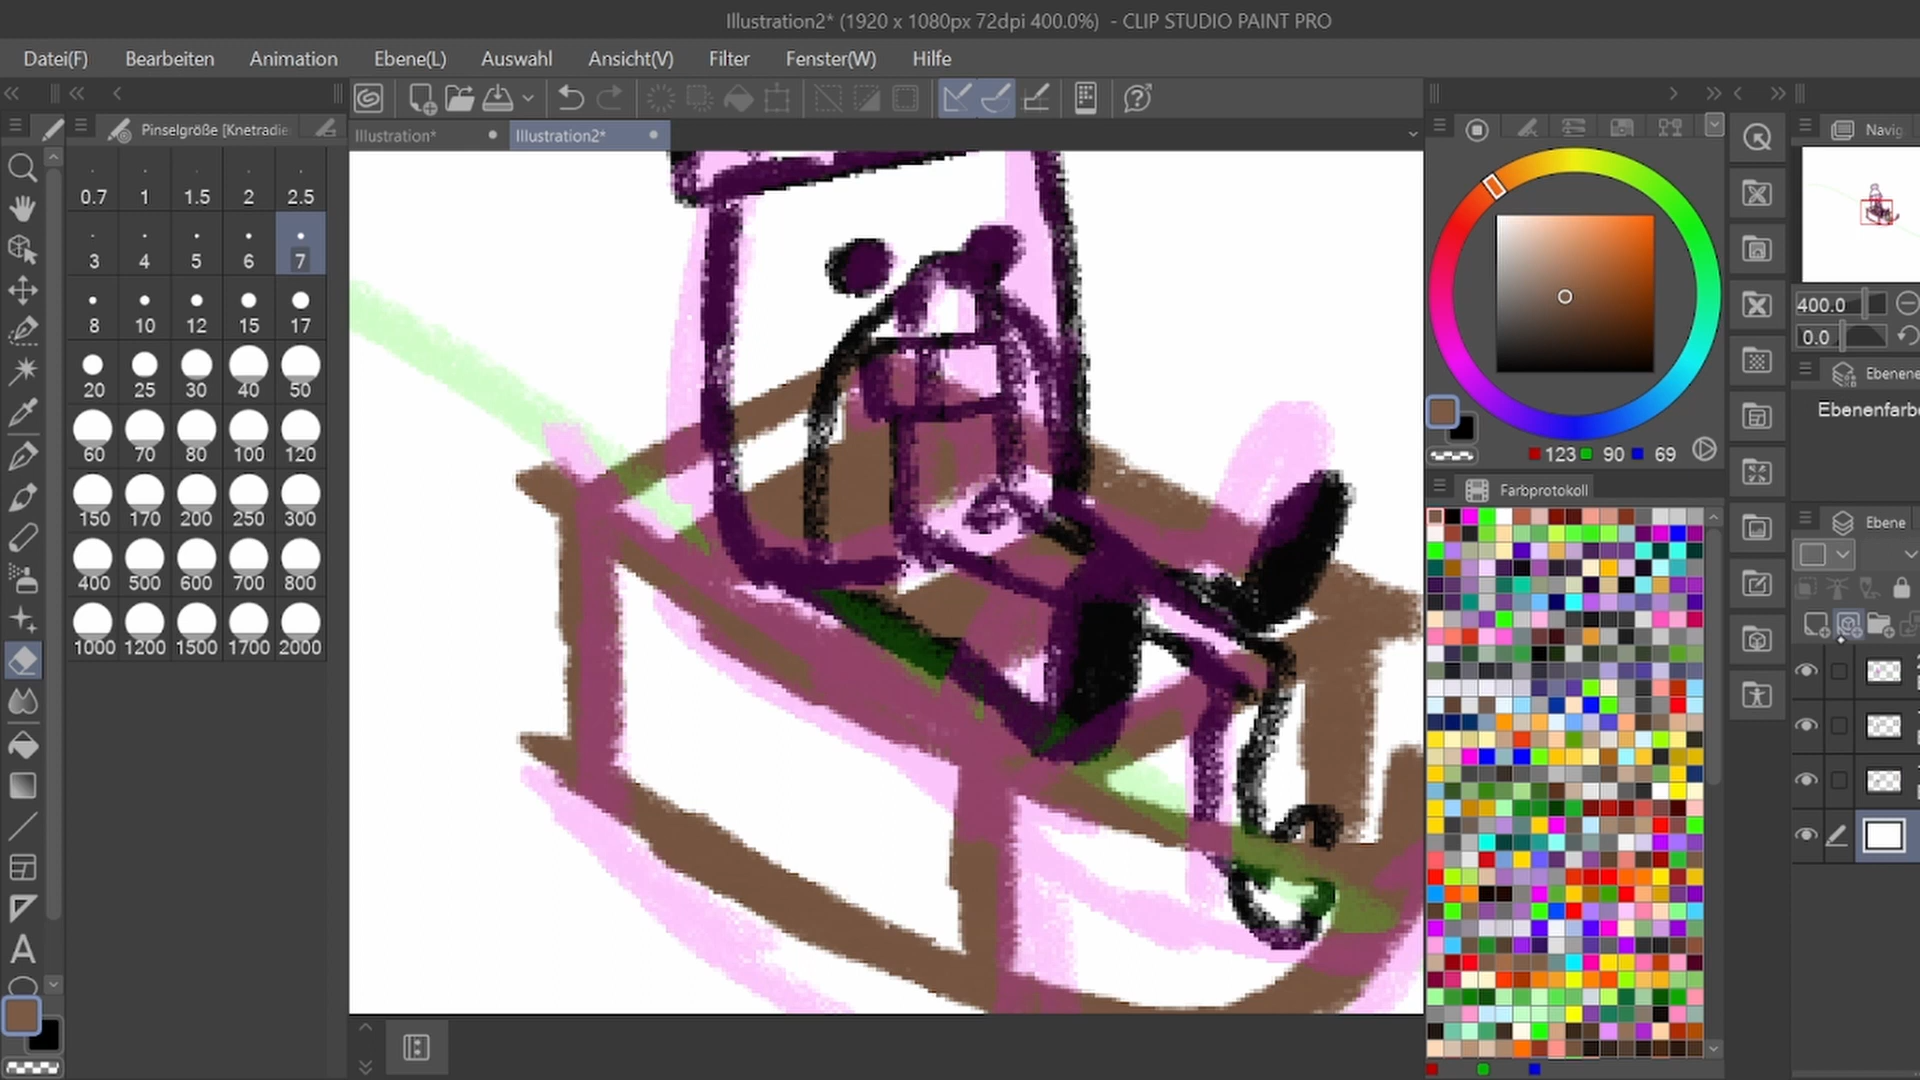 Illustration2* (1920 x 1080px 72dpi 400.0%) - CLIP STUDIO PAINT PRO
Datei(F) Bearbeiten Animation Ebene(L) Auswahl Ansicht(V) Filter Fenster(W) Hilfe
Pinselgröße [Knetradie
Illustration* Illustration2*
Navig
0.7 1 1.5 2 2.5
3 4 5 6 7
8 10 12 15 17
20 25 30 40 50
60 70 80 100 120
150 170 200 250 300
400 500 600 700 800
1000 1200 1500 1700 2000
400.0
0.0
Ebenene
Ebenenfarbe
123 90 69
Farbprotokoll
Ebene